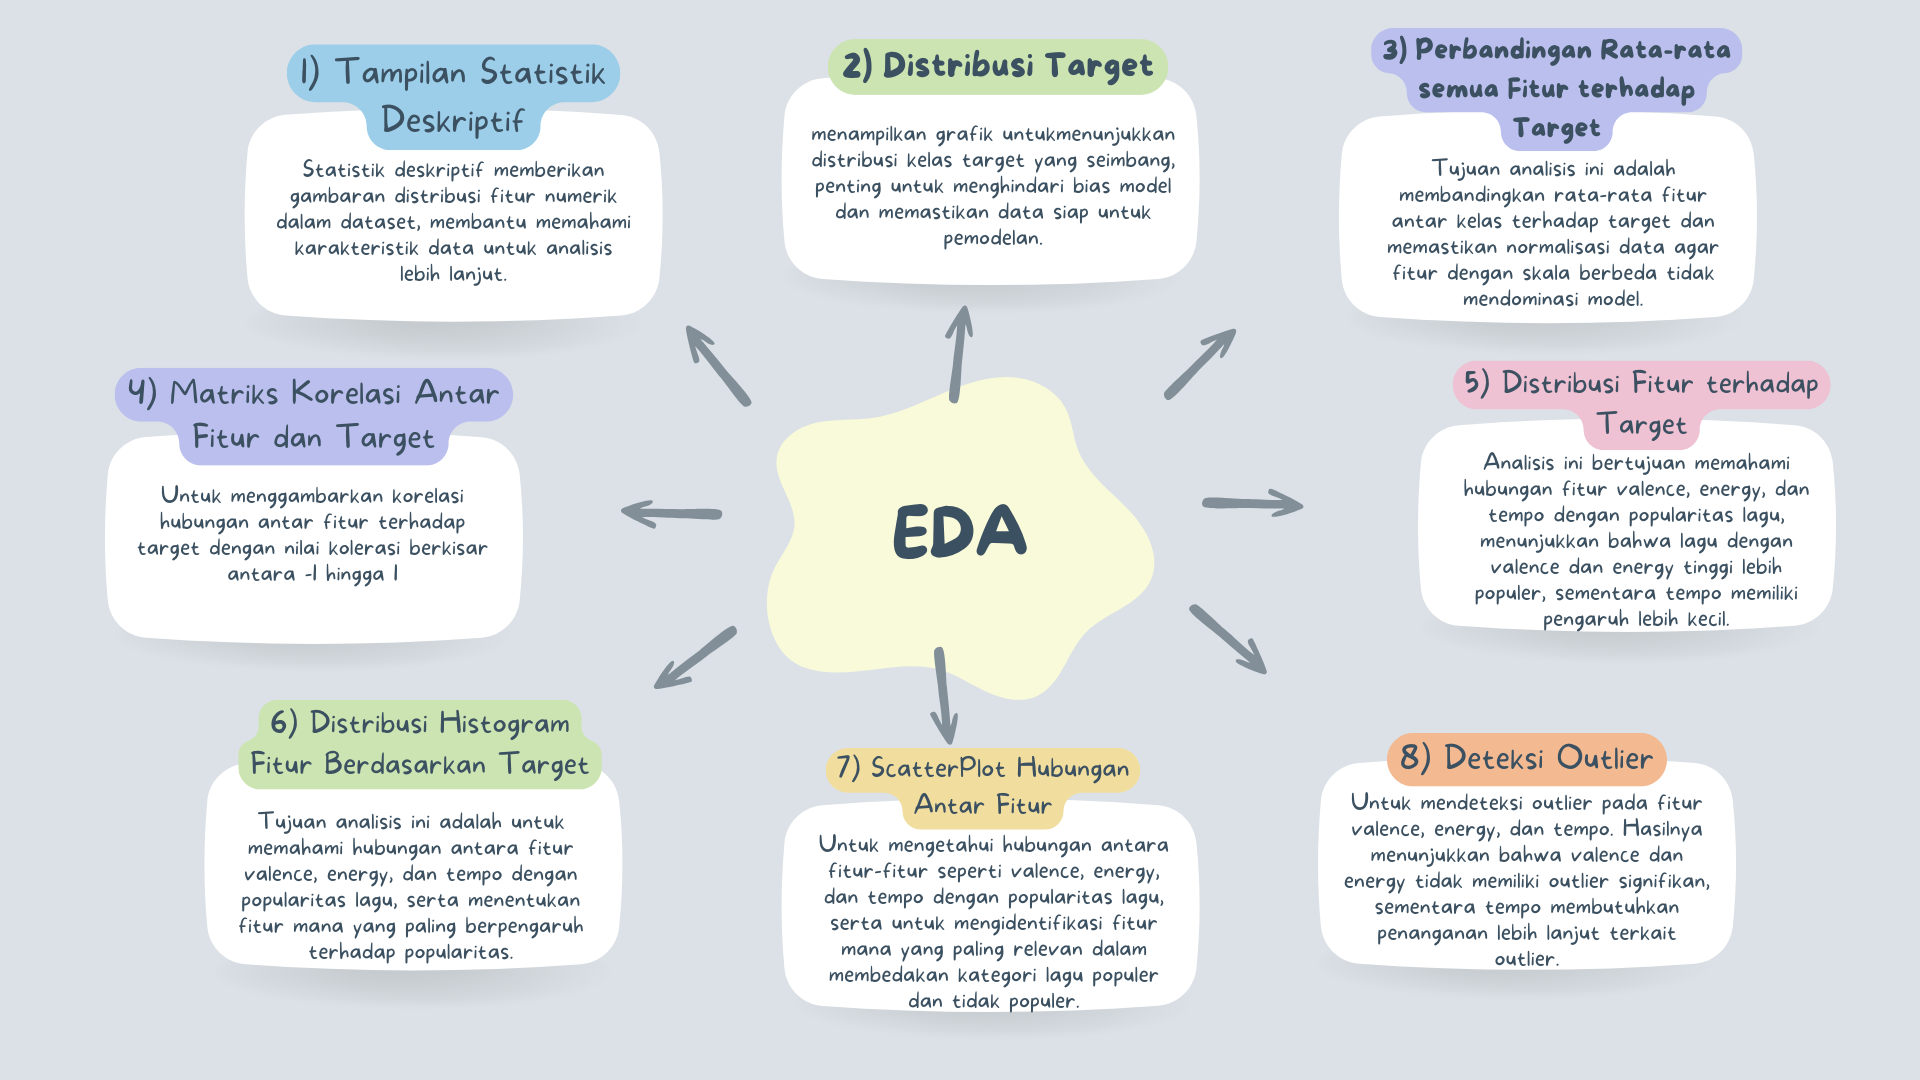 1) Tampilan Statistik
Deskriptif
Statistik deskriptif memberikan
gambaran distribusi fitur numerik
dalam dataset, membantu memahami
karakteristik data untuk analisis
lebih lanjut.
2) Distribusi Target
menampilkan grafik untukmenunjukkan
distribusi kelas target yang seimbang,
penting untuk menghindari bias model
dan memastikan data siap untuk
pemodelan.
3) Perbandingan Rata-rata
semua Fitur terhadap
Target
Tujuan analisis ini adalah
membandingkan rata-rata fitur
antar kelas terhadap target dan
memastikan normalisasi data agar
fitur dengan skala berbeda tidak
mendominasi model.
4) Matriks Korelasi Antar
Fitur dan Target
Untuk menggambarkan korelasi
hubungan antar fitur terhadap
target dengan nilai kolerasi berkisar
antara -1 hingga 1
EDA
5) Distribusi Fitur terhadap
Target
Analisis ini bertujuan memahami
hubungan fitur valence, energy, dan
tempo dengan popularitas lagu,
menunjukkan bahwa lagu dengan
valence dan energy tinggi lebih
populer, sementara tempo memiliki
pengaruh lebih kecil.
6) Distribusi Histogram
Fitur Berdasarkan Target
Tujuan analisis ini adalah untuk
memahami hubungan antara fitur
valence, energy, dan tempo dengan
popularitas lagu, serta menentukan
fitur mana yang paling berpengaruh
terhadap popularitas.
7) ScatterPlot Hubungan
Antar Fitur
Untuk mengetahui hubungan antara
fitur-fitur seperti valence, energy,
dan tempo dengan popularitas lagu,
serta untuk mengidentifikasi fitur
mana yang paling relevan dalam
membedakan kategori lagu populer
dan tidak populer.
8) Deteksi Outlier
Untuk mendeteksi outlier pada fitur
valence, energy, dan tempo. Hasilnya
menunjukkan bahwa valence dan
energy tidak memiliki outlier signifikan,
sementara tempo membutuhkan
penanganan lebih lanjut terkait
outlier.